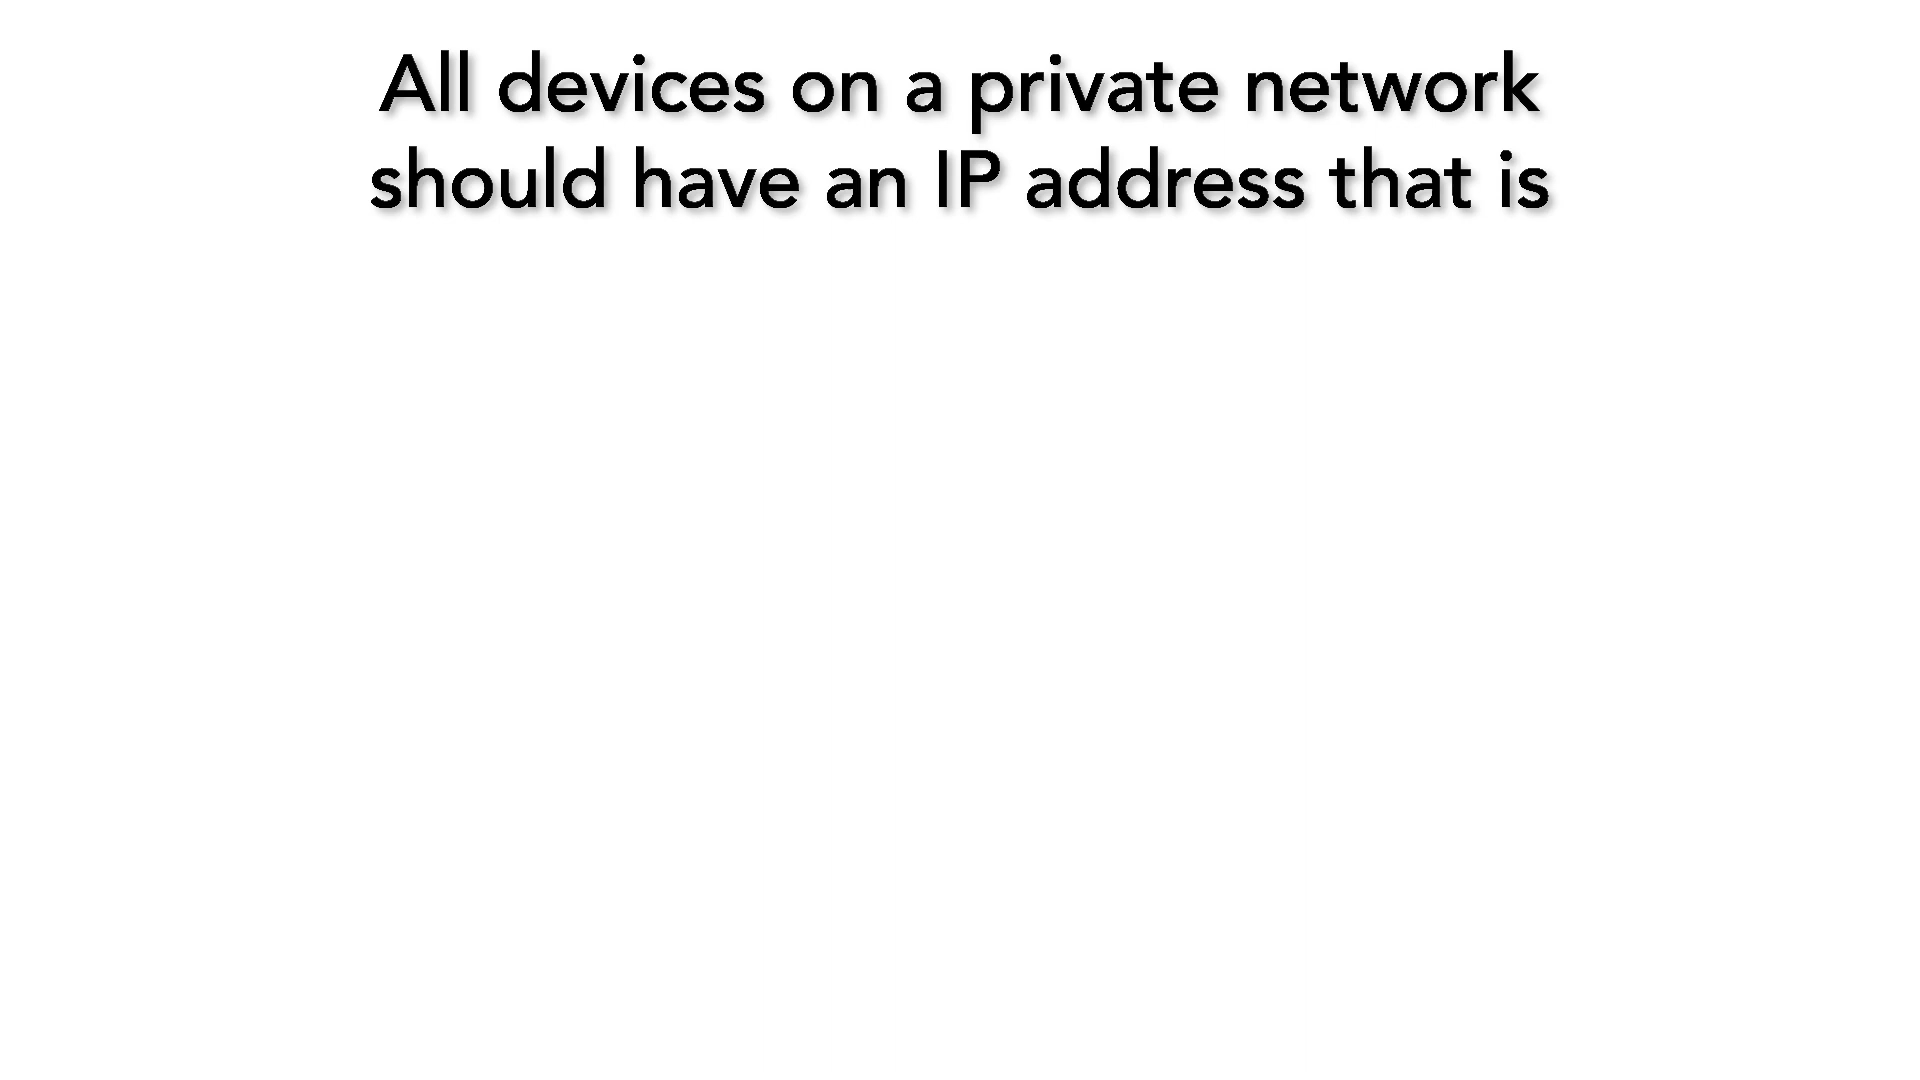 All devices on a private network
should have an IP address that is